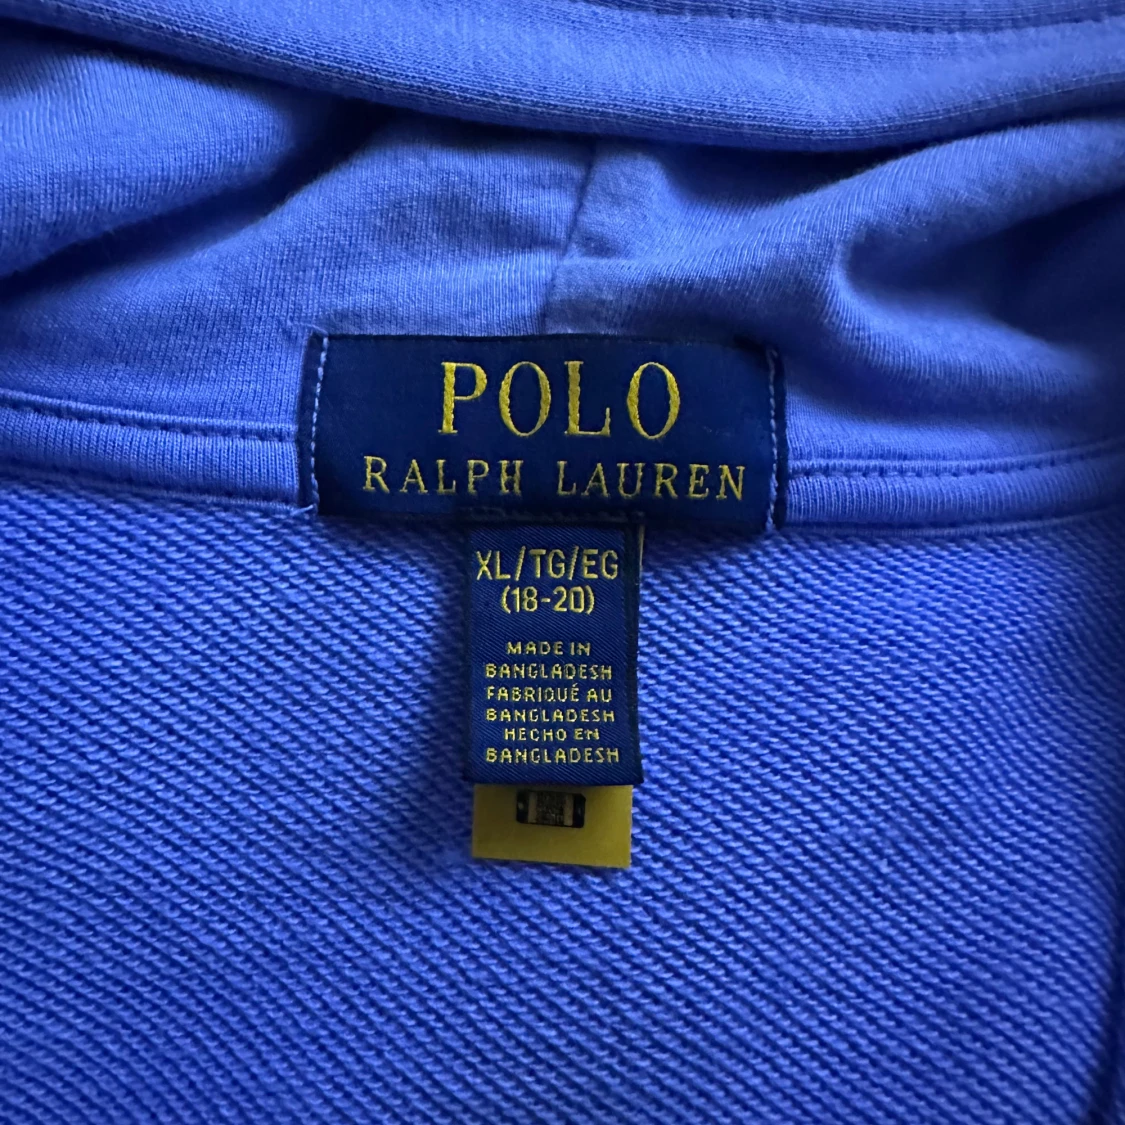 POLO
RALPH LAUREN
XL/TG/EG
(18-20)
MADE IN
BANGLADESH
FABRIQUÉ AU
BANGLADESH
HECHO EN
BANGLADESH